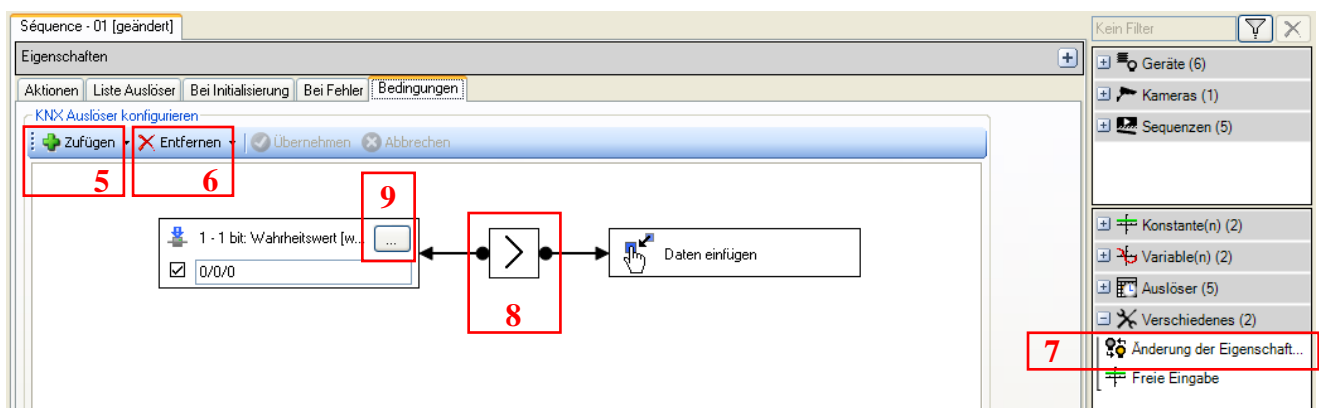 Séquence - 01 [geändert]
Eigenschaften
Aktionen Liste Auslöser Bei Initialisierung Bei Fehler Bedingungen
KNX Auslöser konfigurieren
Zufügen Entfernen Übernehmen Abbrechen
5 6
9
1 - 1 bit: Wahrheitswert [w... ...
0/0/0
>
8
Daten einfügen
Kein Filter
Geräte (6)
Kameras (1)
Sequenzen (5)
Konstante(n) (2)
Variable(n) (2)
Auslöser (5)
Verschiedenes (2)
7 Änderung der Eigenschaft...
Freie Eingabe